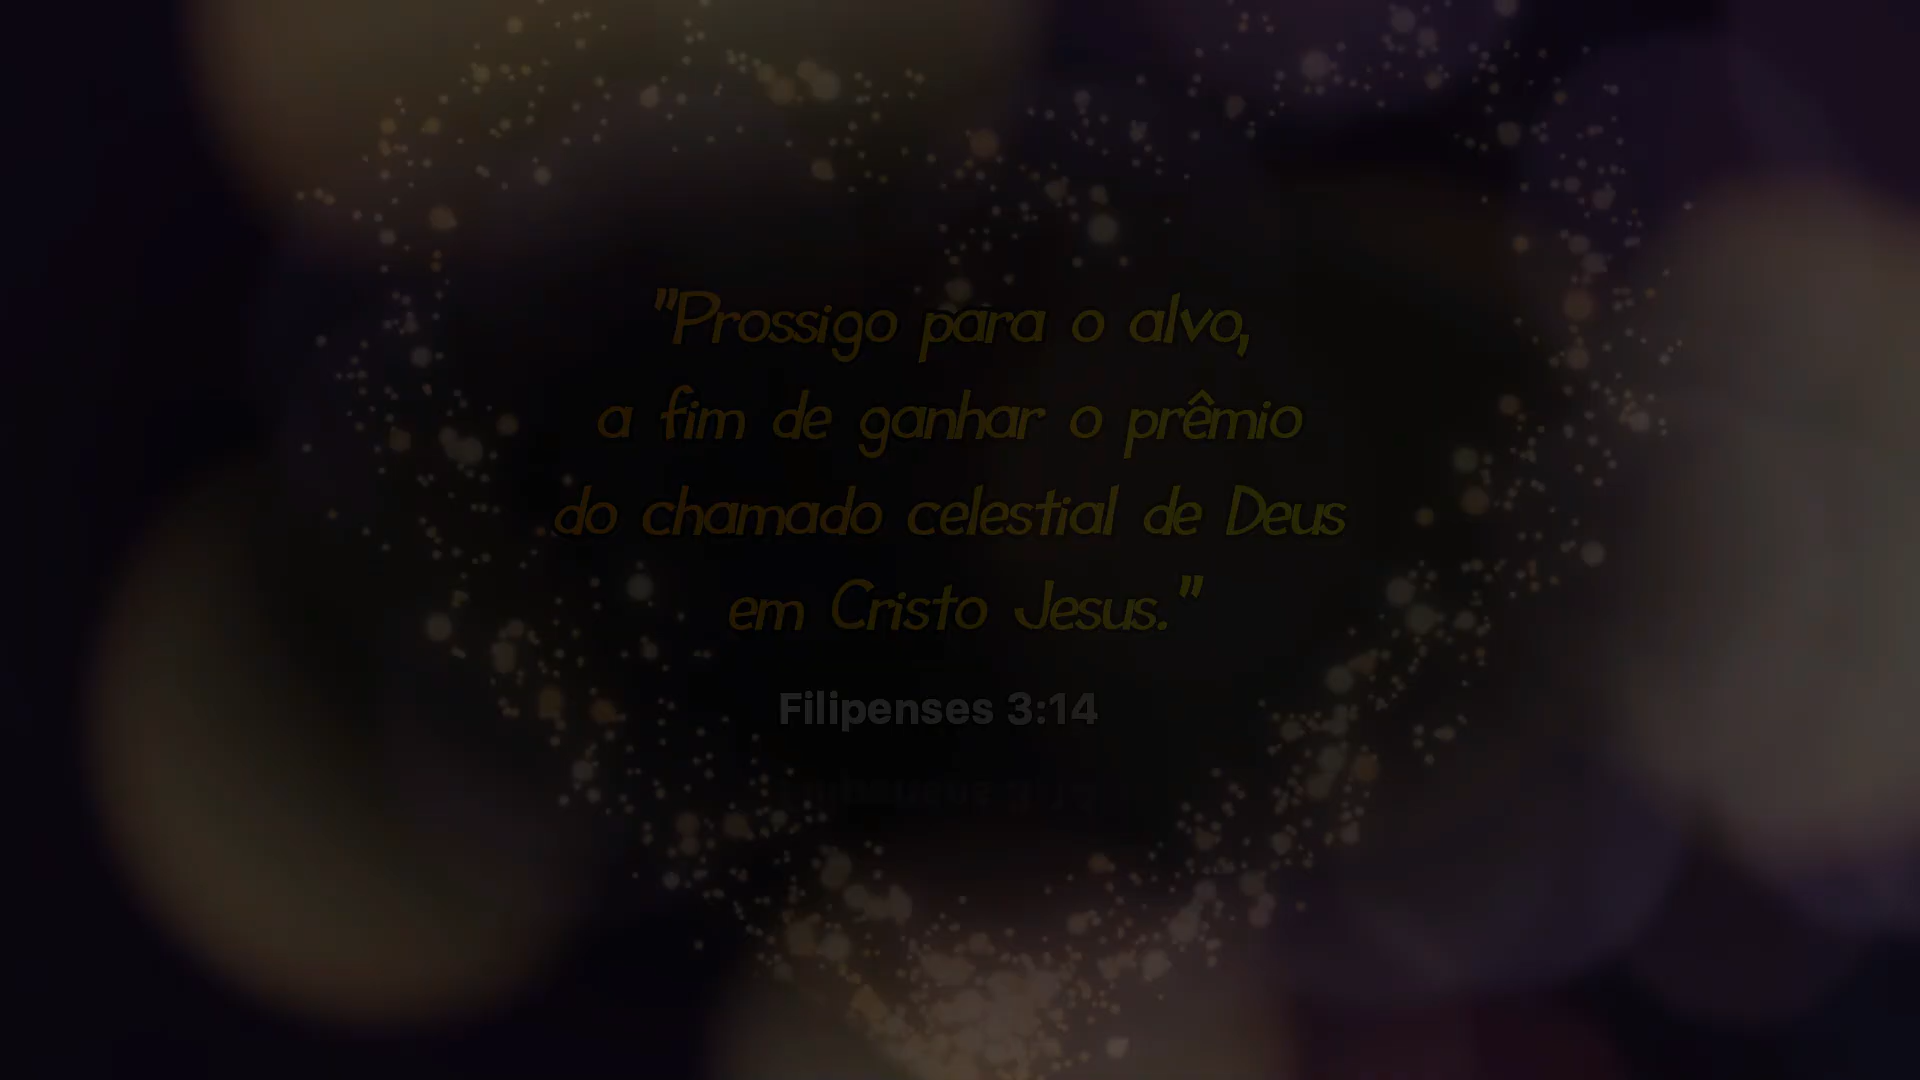 "Prossigo para o alvo,
a fim de ganhar o prêmio
do chamado celestial de Deus
em Cristo Jesus."
Filipenses 3:14